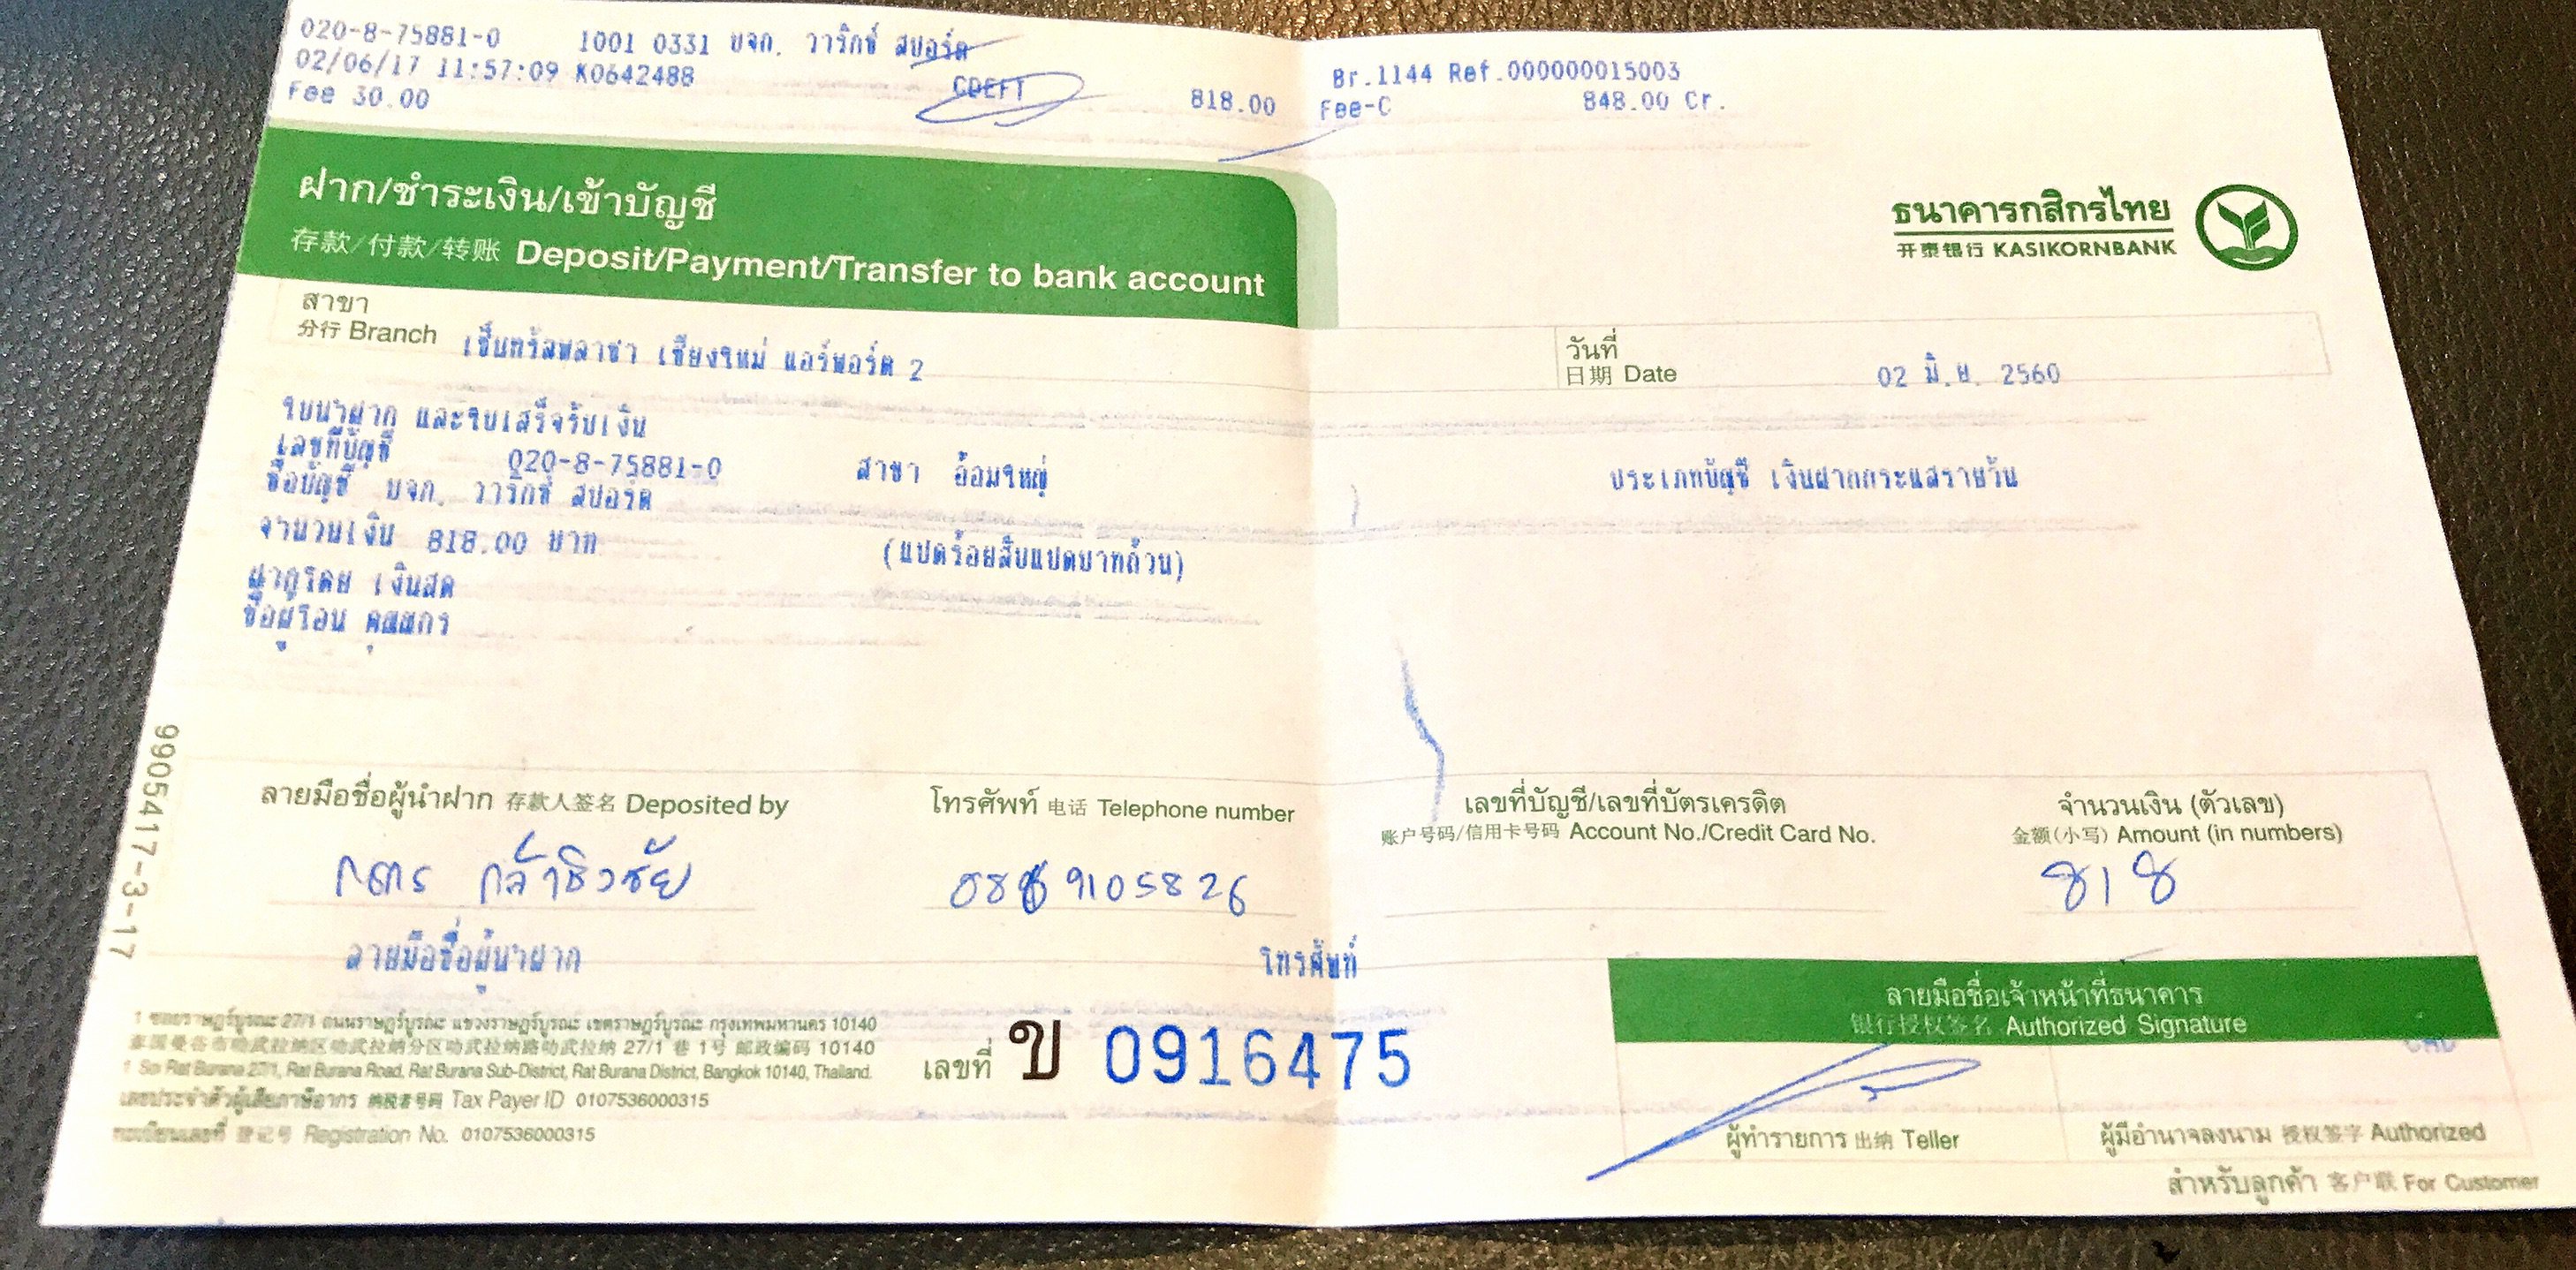 020-8-75881-0 1001 0331 บจก. วาริกซ์ สปอร์ต
02/06/17 11:57:09 K0642488 CDEFT 818.00
Fee 30.00
Br.1144 Ref.000000015003
Fee-C 848.00 Cr.
ฝาก/ชำระเงิน/เข้าบัญชี
存款/付款/转账 Deposit/Payment/Transfer to bank account
ธนาคารกสิกรไทย
开泰银行 KASIKORNBANK
สาขา
分行 Branch เซ็นทรัลพลาซา เชียงใหม่ แอร์พอร์ต 2
วันที่
日期 Date 02 มิ.ย. 2560
ใบนำฝาก และใบเสร็จรับเงิน
เลขที่บัญชี 020-8-75881-0 สาขา อ้อมใหญ่ ประเภทบัญชี เงินฝากกระแสรายวัน
ชื่อบัญชี บจก. วาริกซ์ สปอร์ต
จำนวนเงิน 818.00 บาท (แปดร้อยสิบแปดบาทถ้วน)
ฝากโดย เงินสด
ชื่อผู้โอน
9905417-3-17
ลายมือชื่อผู้นำฝาก 存款人签名 Deposited by
โทรศัพท์ 电话 Telephone number
เลขที่บัญชี/เลขที่บัตรเครดิต
账户号码/信用卡号码 Account No./Credit Card No.
จำนวนเงิน (ตัวเลข)
金额(小写) Amount (in numbers)
9105826
818
ลายมือชื่อผู้นำฝาก โทรศัพท์
ลายมือชื่อเจ้าหน้าที่ธนาคาร
银行授权签名 Authorized Signature
1 ซอยราษฎร์บูรณะ 27/1 ถนนราษฎร์บูรณะ แขวงราษฎร์บูรณะ เขตราษฎร์บูรณะ กรุงเทพมหานคร 10140
泰国曼谷市叻武拉纳区叻武拉纳分区叻武拉纳路叻武拉纳 27/1 巷 1号 邮政编码 10140
1 Soi Rat Burana 27/1, Rat Burana Road, Rat Burana Sub-District, Rat Burana District, Bangkok 10140, Thailand.
เลขประจำตัวผู้เสียภาษีอากร 纳税者号码 Tax Payer ID 0107536000315
ทะเบียนเลขที่ 登记号 Registration No. 0107536000315
เลขที่ ข 0916475
ผู้ทำรายการ 出纳 Teller
ผู้มีอำนาจลงนาม 授权签字 Authorized
สำหรับลูกค้า 客户联 For Customer